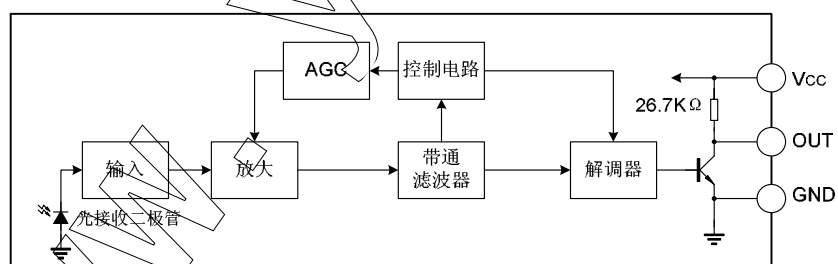 AGC
控制电路
VCC
26.7KΩ
OUT
输入
放大
带通
滤波器
解调器
GND
光接收二极管